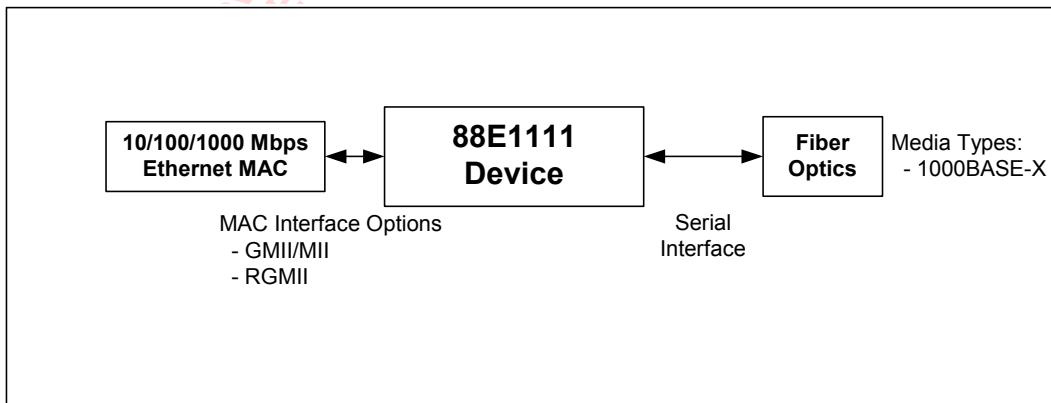 10/100/1000 Mbps
Ethernet MAC
88E1111
Device
Fiber
Optics
Media Types:
- 1000BASE-X
MAC Interface Options
- GMII/MII
- RGMII
Serial
Interface